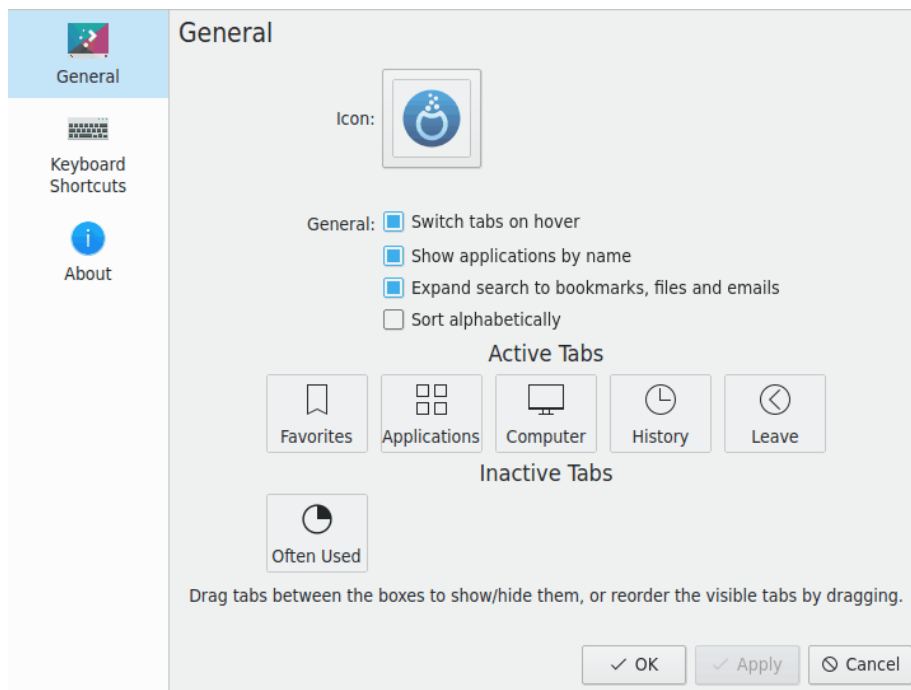 General
Keyboard
Shortcuts
About
General
Icon:
General:
Switch tabs on hover
Show applications by name
Expand search to bookmarks, files and emails
Sort alphabetically
Active Tabs
Favorites Applications Computer History Leave
Inactive Tabs
Often Used
Drag tabs between the boxes to show/hide them, or reorder the visible tabs by dragging.
OK Apply Cancel